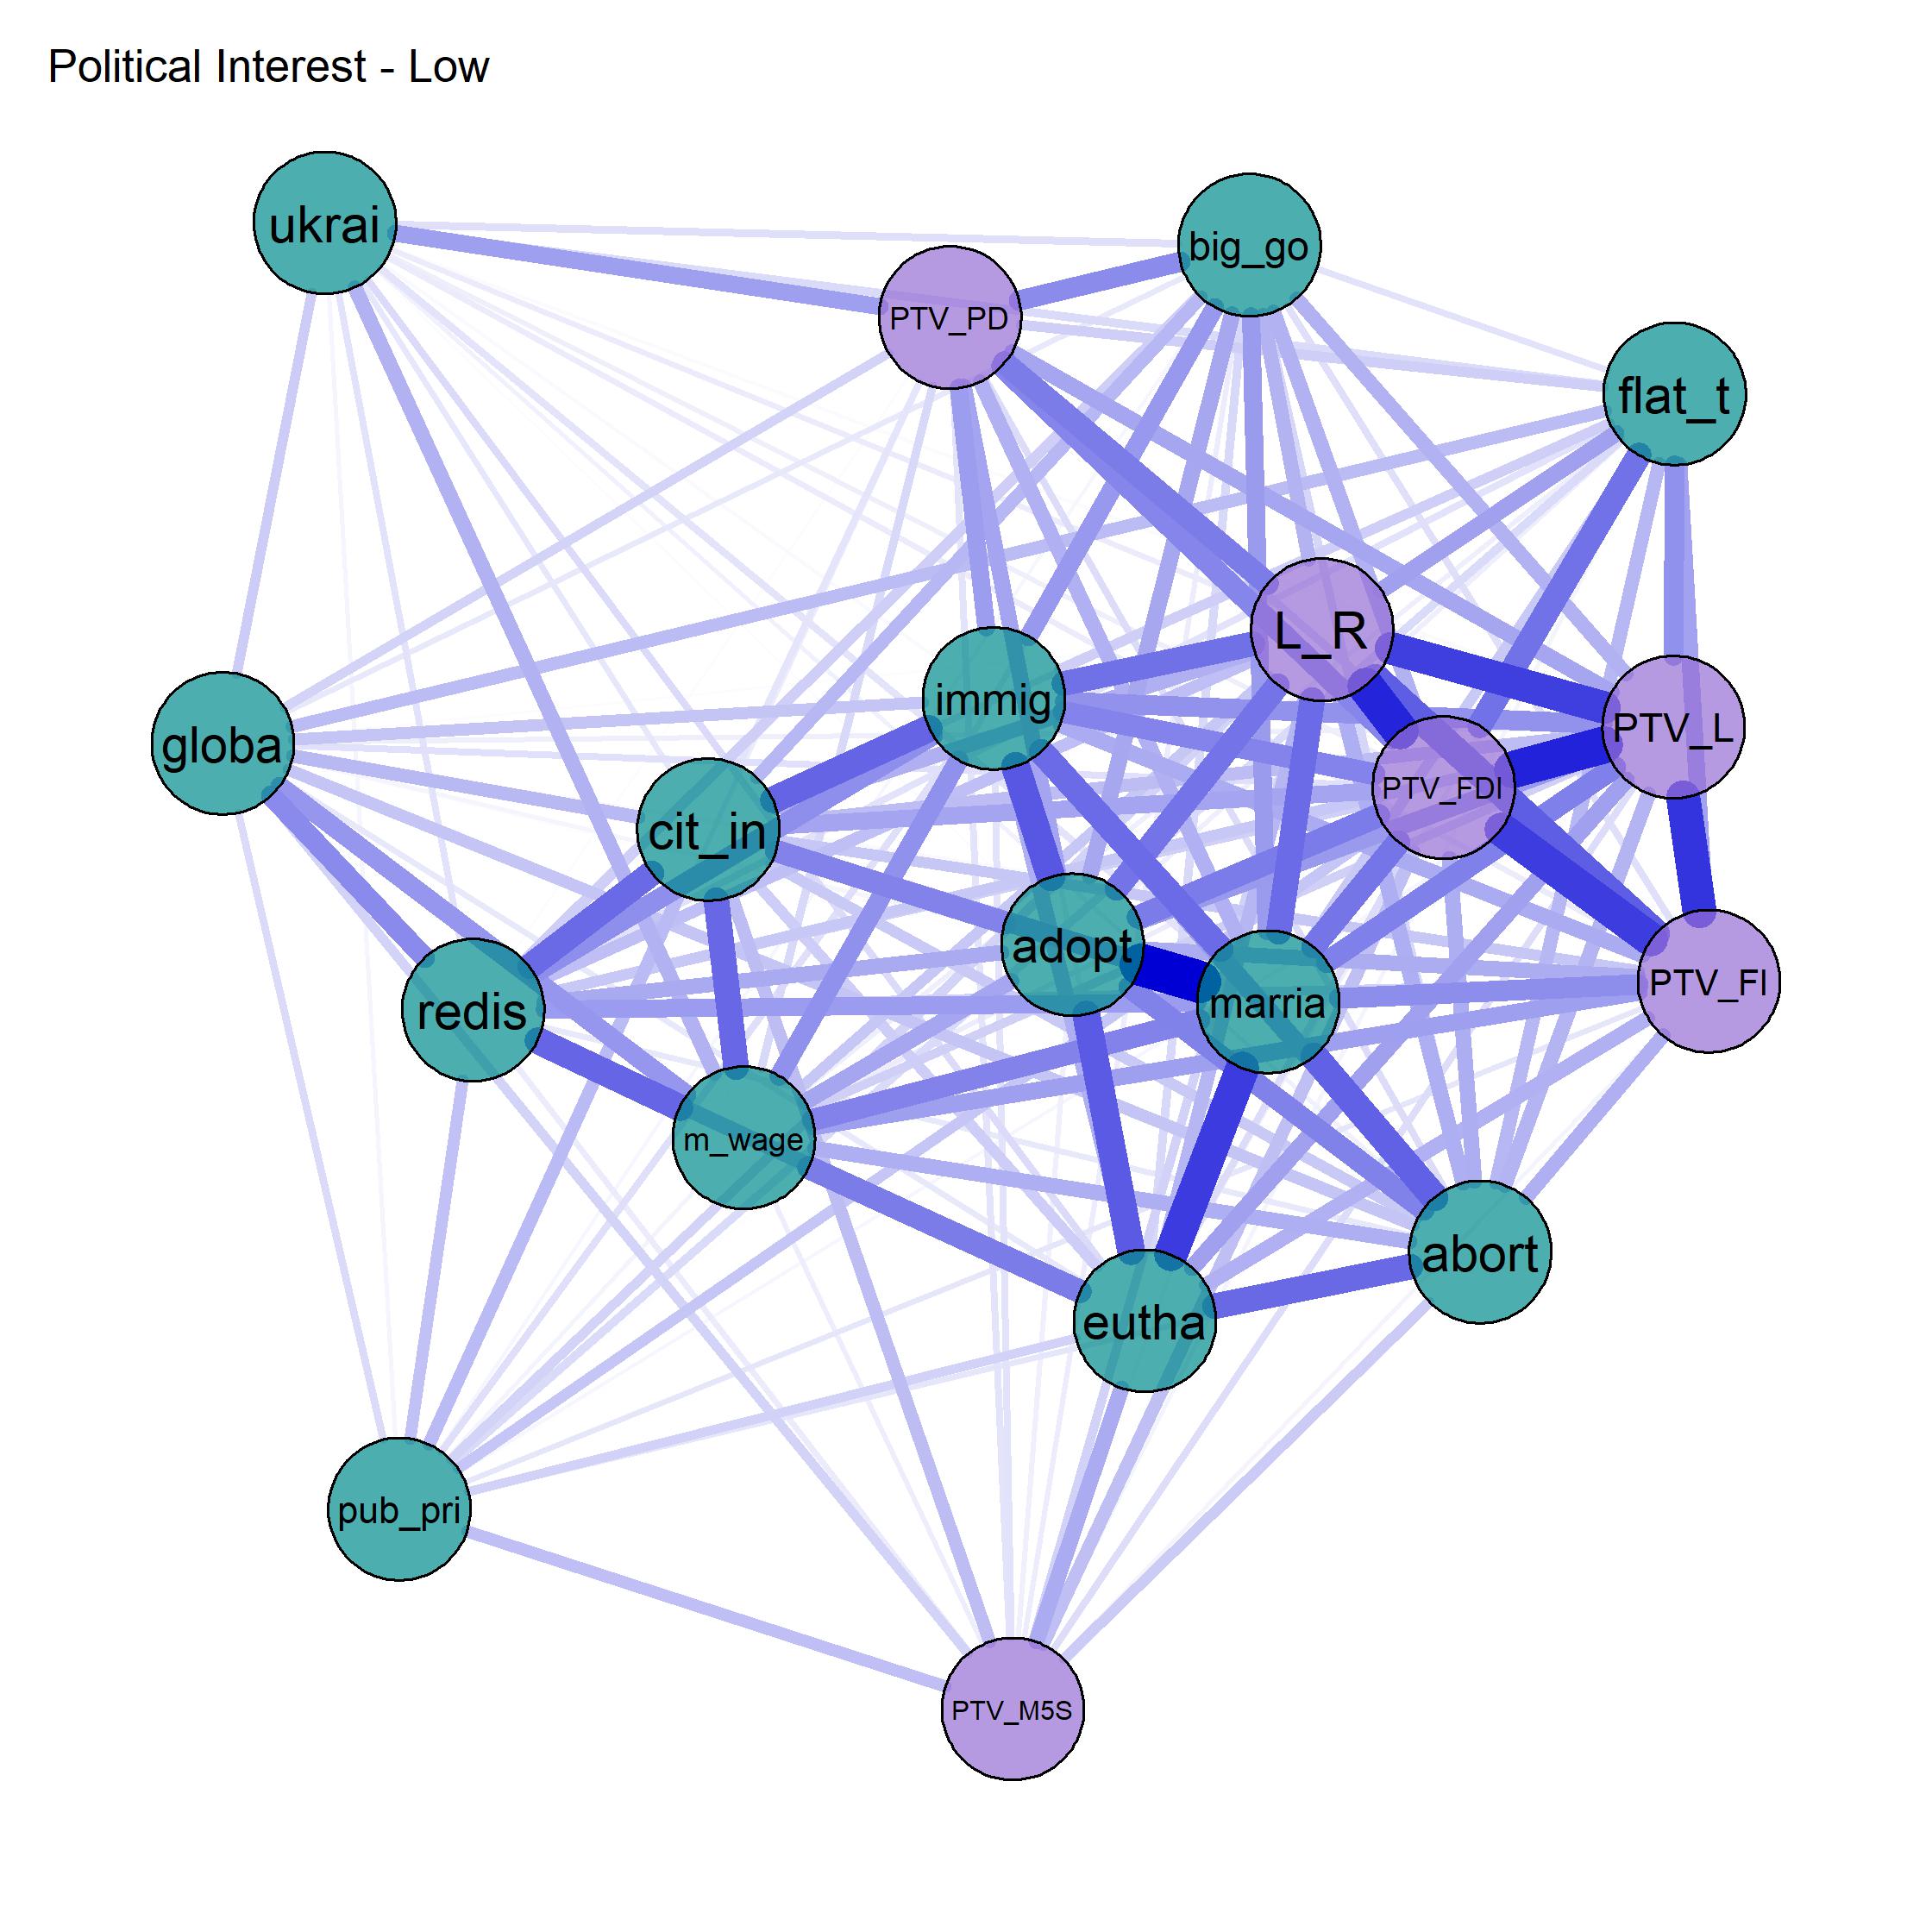 Political Interest - Low
ukrai
big_go
PTV_PD
flat_t
L_R
immig
PTV_L
globa
PTV_FDI
cit_in
adopt
PTV_FI
marria
redis
m_wage
abort
eutha
pub_pri
PTV_M5S